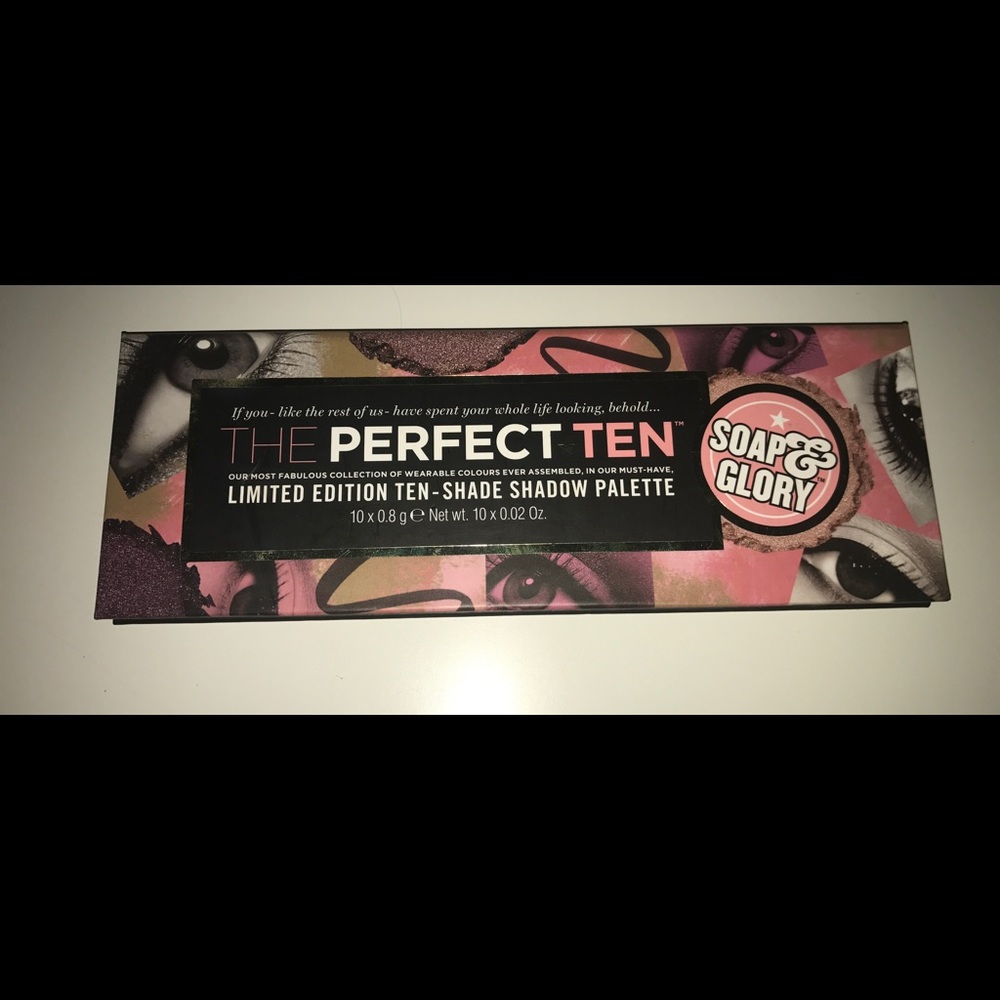 If you- like the rest of us- have spent your whole life looking, behold...
THE PERFECT TEN™
OUR MOST FABULOUS COLLECTION OF WEARABLE COLOURS EVER ASSEMBLED, IN OUR MUST-HAVE,
LIMITED EDITION TEN-SHADE SHADOW PALETTE
10 x 0.8 g ℮ Net wt. 10 x 0.02 Oz.
SOAP &
GLORY™